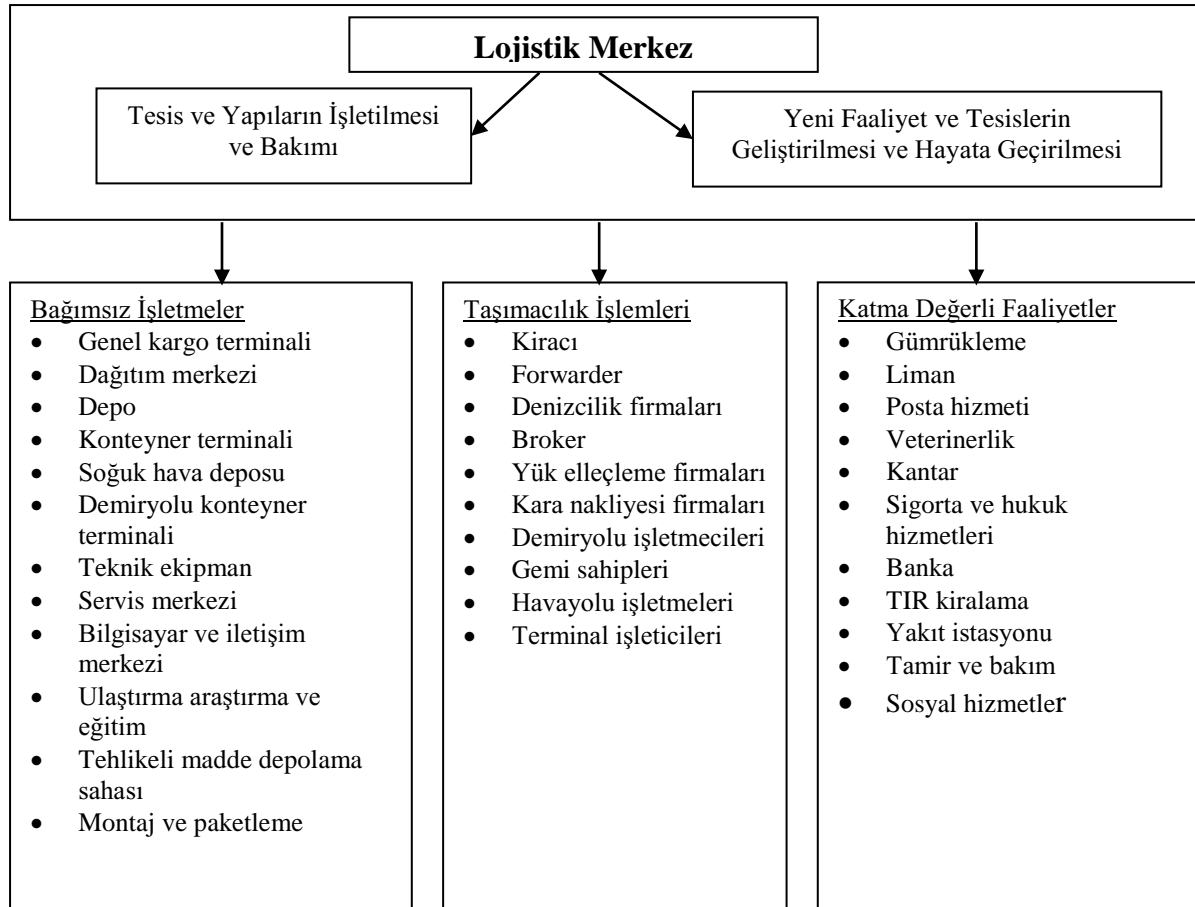 Lojistik Merkez
Tesis ve Yapıların İşletilmesi
ve Bakımı
Yeni Faaliyet ve Tesislerin
Geliştirilmesi ve Hayata Geçirilmesi
Bağımsız İşletmeler
• Genel kargo terminali
• Dağıtım merkezi
• Depo
• Konteyner terminali
• Soğuk hava deposu
• Demiryolu konteyner
terminali
• Teknik ekipman
• Servis merkezi
• Bilgisayar ve iletişim
merkezi
• Ulaştırma araştırma ve
eğitim
• Tehlikeli madde depolama
sahası
• Montaj ve paketleme
Taşımacılık İşlemleri
• Kiracı
• Forwarder
• Denizcilik firmaları
• Broker
• Yük elleçleme firmaları
• Kara nakliyesi firmaları
• Demiryolu işletmecileri
• Gemi sahipleri
• Havayolu işletmeleri
• Terminal işleticileri
Katma Değerli Faaliyetler
• Gümrükleme
• Liman
• Posta hizmeti
• Veterinerlik
• Kantar
• Sigorta ve hukuk
hizmetleri
• Banka
• TIR kiralama
• Yakıt istasyonu
• Tamir ve bakım
• Sosyal hizmetler